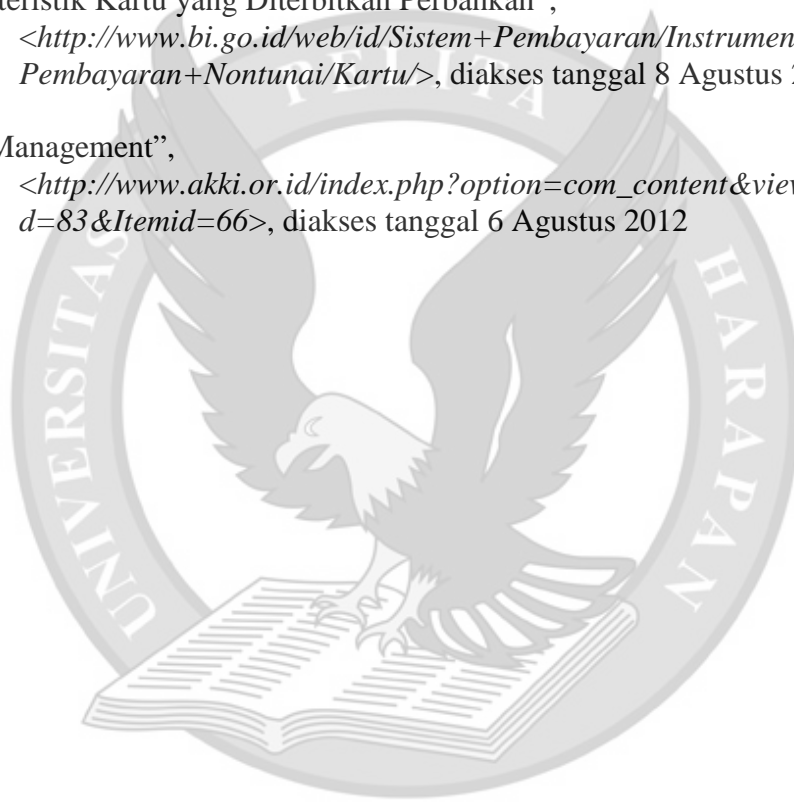 teristik Kartu yang Diterbitkan Perbankan",
<http://www.bi.go.id/web/id/Sistem+Pembayaran/Instrumen
Pembayaran+Nontunai/Kartu/>, diakses tanggal 8 Agustus
Management",
<http://www.akki.or.id/index.php?option=com_content&vie
d=83&Itemid=66>, diakses tanggal 6 Agustus 2012
UNIVERSITAS PELITA HARAPAN